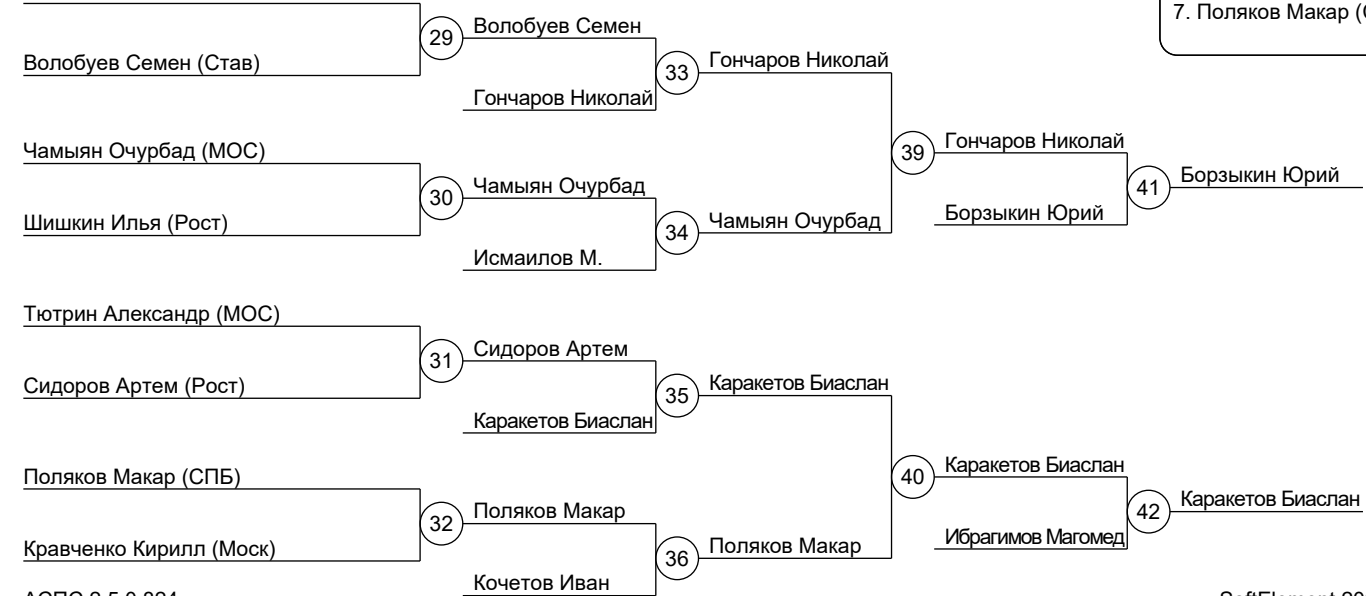 7. Поляков Макар (
Волобуев Семен
29
Гончаров Николай
Волобуев Семен (Став)
33
Гончаров Николай
Чамыян Очурбад (МОС)
Гончаров Николай
39
Борзыкин Юрий
Чамыян Очурбад
41
30
Борзыкин Юрий
Шишкин Илья (Рост)
Чамыян Очурбад
34
Исмаилов М.
Тютрин Александр (МОС)
Сидоров Артем
31
Каракетов Биаслан
Сидоров Артем (Рост)
35
Каракетов Биаслан
Каракетов Биаслан
Поляков Макар (СПБ)
40
Каракетов Биаслан
Поляков Макар
42
32
Ибрагимов Магомед
Кравченко Кирилл (Моск)
Поляков Макар
36
Кочетов Иван